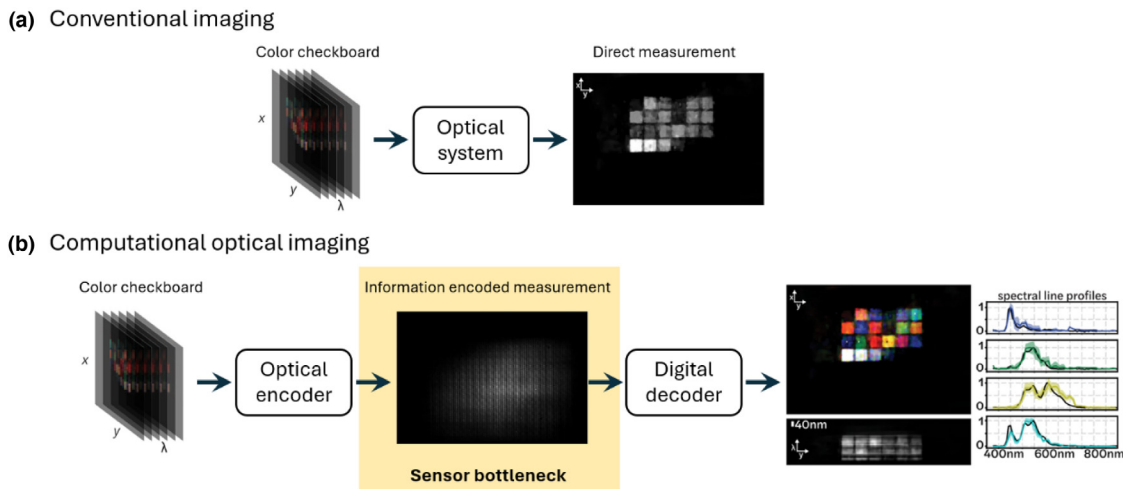 (a) Conventional imaging
Color checkboard
Direct measurement
x
y
λ
Optical
system
x
y
(b) Computational optical imaging
Color checkboard
Information encoded measurement
x
y
λ
Optical
encoder
Sensor bottleneck
Digital
decoder
x
y
40nm
λ
y
spectral line profiles
1
0
1
0
1
0
1
0
400nm 600nm 800nm